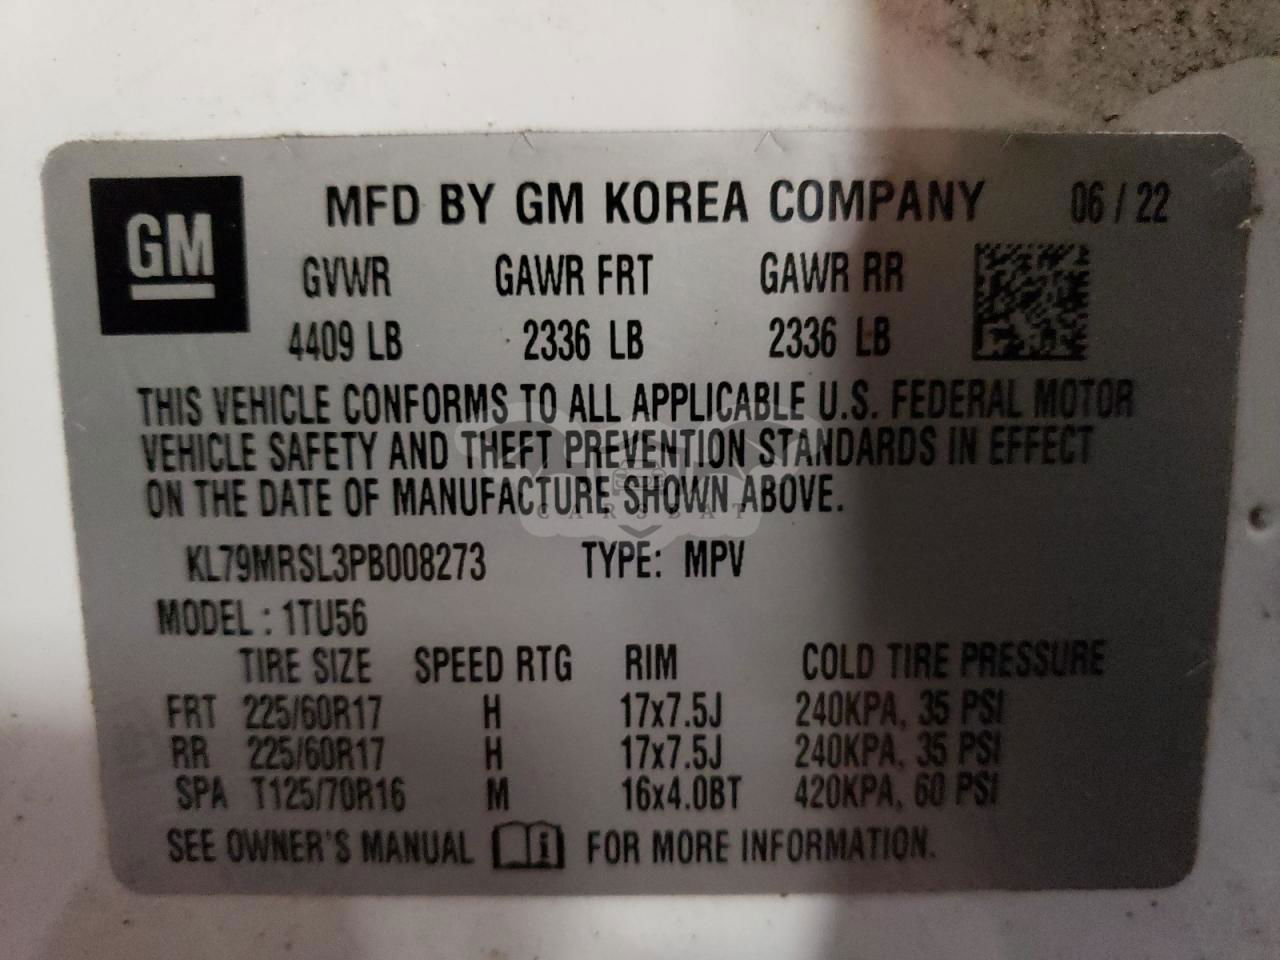 GM
MFD BY GM KOREA COMPANY 06 / 22
GVWR GAWR FRT GAWR RR
4409 LB 2336 LB 2336 LB
THIS VEHICLE CONFORMS TO ALL APPLICABLE U.S. FEDERAL MOTOR
VEHICLE SAFETY AND THEFT PREVENTION STANDARDS IN EFFECT
ON THE DATE OF MANUFACTURE SHOWN ABOVE.
CARSBAT
KL79MRSL3PB008273 TYPE: MPV
MODEL : 1TU56
TIRE SIZE SPEED RTG RIM COLD TIRE PRESSURE
FRT 225/60R17 H 17x7.5J 240KPA, 35 PSI
RR 225/60R17 H 17x7.5J 240KPA, 35 PSI
SPA T125/70R16 M 16x4.0BT 420KPA, 60 PSI
SEE OWNER'S MANUAL FOR MORE INFORMATION.